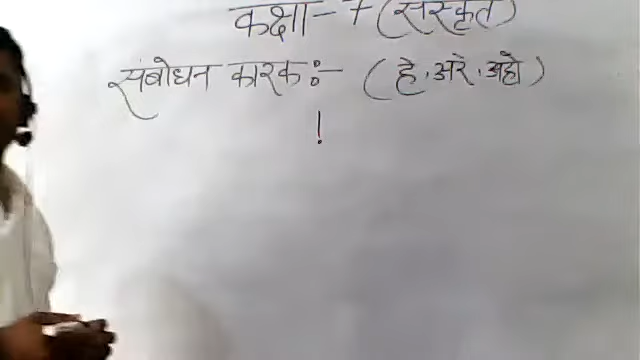 कक्षा - 7 (संस्कृत)
संबोधन कारक :- ( हे, अरे, अहो )
!